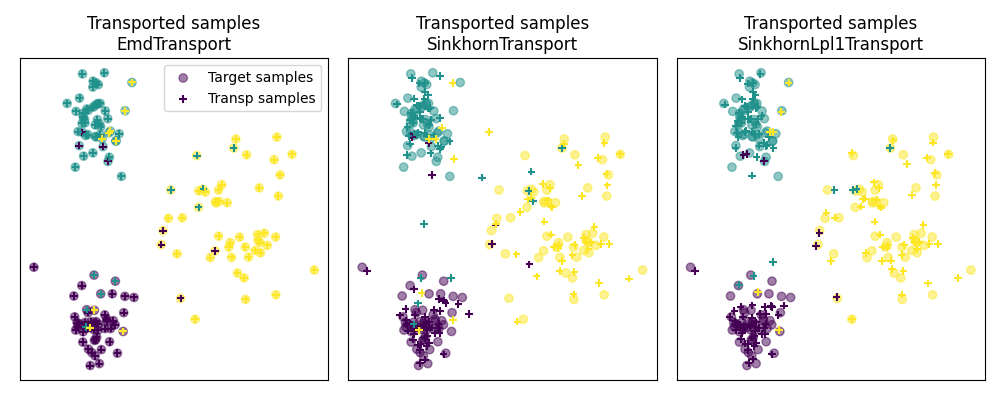 Transported samples
EmdTransport
Transported samples
SinkhornTransport
Transported samples
SinkhornLpl1Transport
Target samples
Transp samples